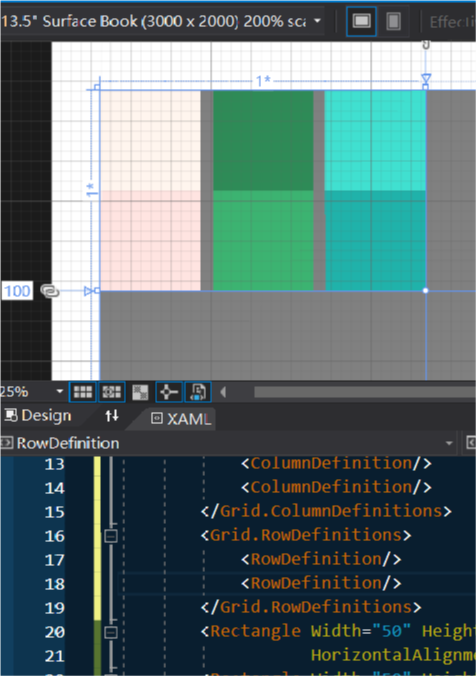 13.5" Surface Book (3000 x 2000) 200% sca
Effecti
1*
1*
100
25%
Design
XAML
RowDefinition
13 <ColumnDefinition/>
14 <ColumnDefinition/>
15 </Grid.ColumnDefinitions>
16 <Grid.RowDefinitions>
17 <RowDefinition/>
18 <RowDefinition/>
19 </Grid.RowDefinitions>
20 <Rectangle Width="50" Height
21 HorizontalAlignme